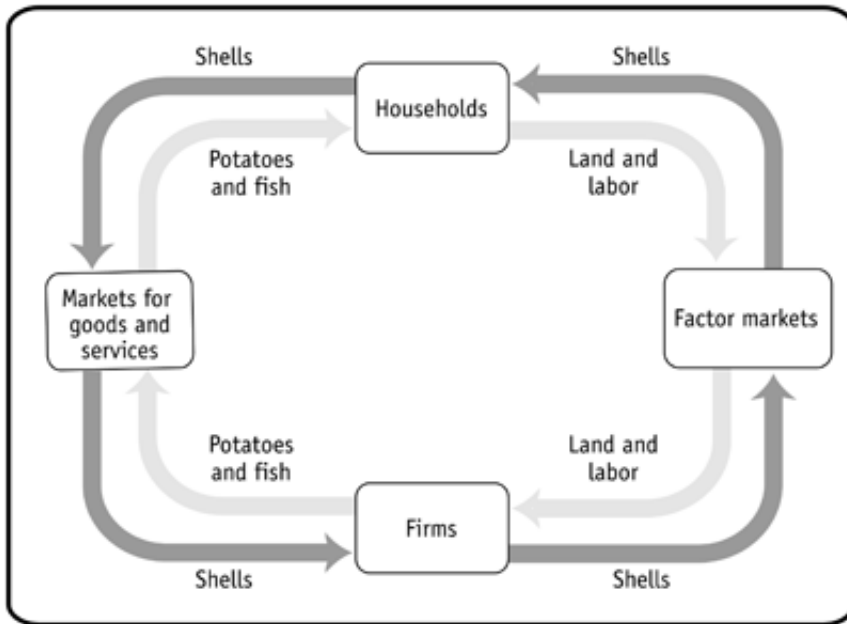 Shells
Shells
Households
Potatoes
and fish
Land and
labor
Markets for
goods and
services
Factor markets
Potatoes
and fish
Land and
labor
Firms
Shells
Shells